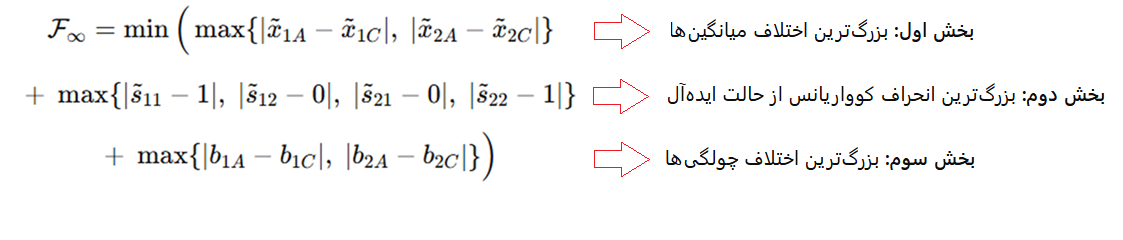 F∞ = min ( max{|x̃1A − x̃1C|, |x̃2A − x̃2C|}
بخش اول: بزرگ‌ترین اختلاف میانگین‌ها
+ max{|s̃11 − 1|, |s̃12 − 0|, |s̃21 − 0|, |s̃22 − 1|}
بخش دوم: بزرگ‌ترین انحراف کوواریانس از حالت ایده‌آل
+ max{|b1A − b1C|, |b2A − b2C|})
بخش سوم: بزرگ‌ترین اختلاف چولگی‌ها